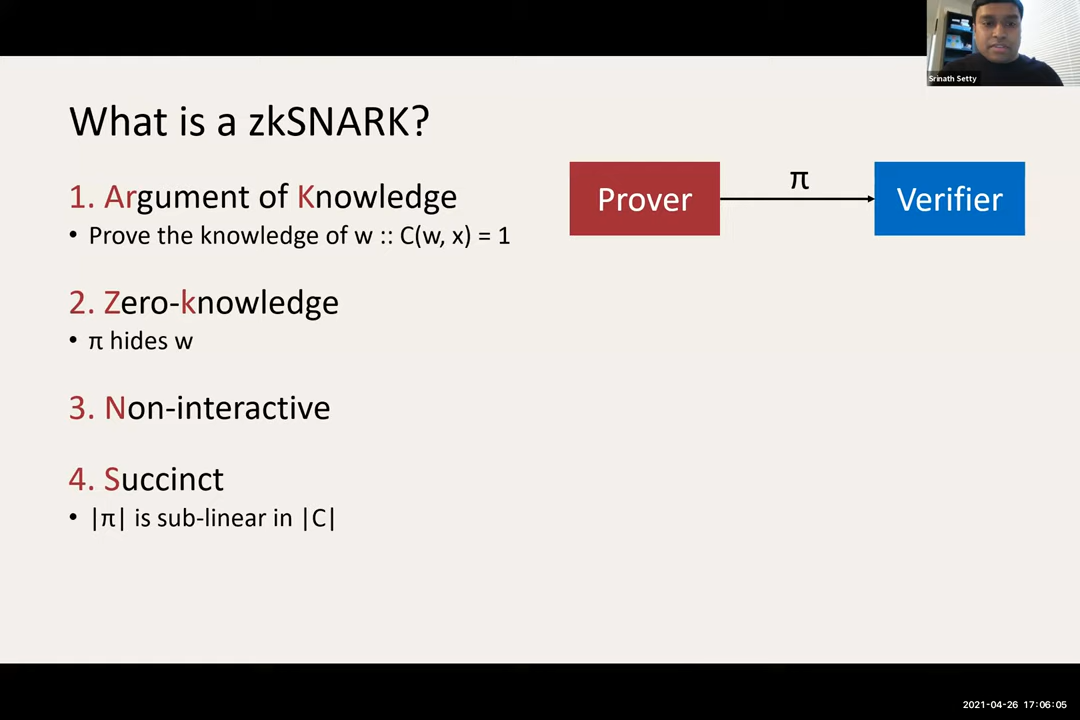 Srinath Setty
What is a zkSNARK?
1. Argument of Knowledge
• Prove the knowledge of w :: C(w, x) = 1
2. Zero-knowledge
• π hides w
3. Non-interactive
4. Succinct
• |π| is sub-linear in |C|
Prover
π
Verifier
2021-04-26 17:06:05